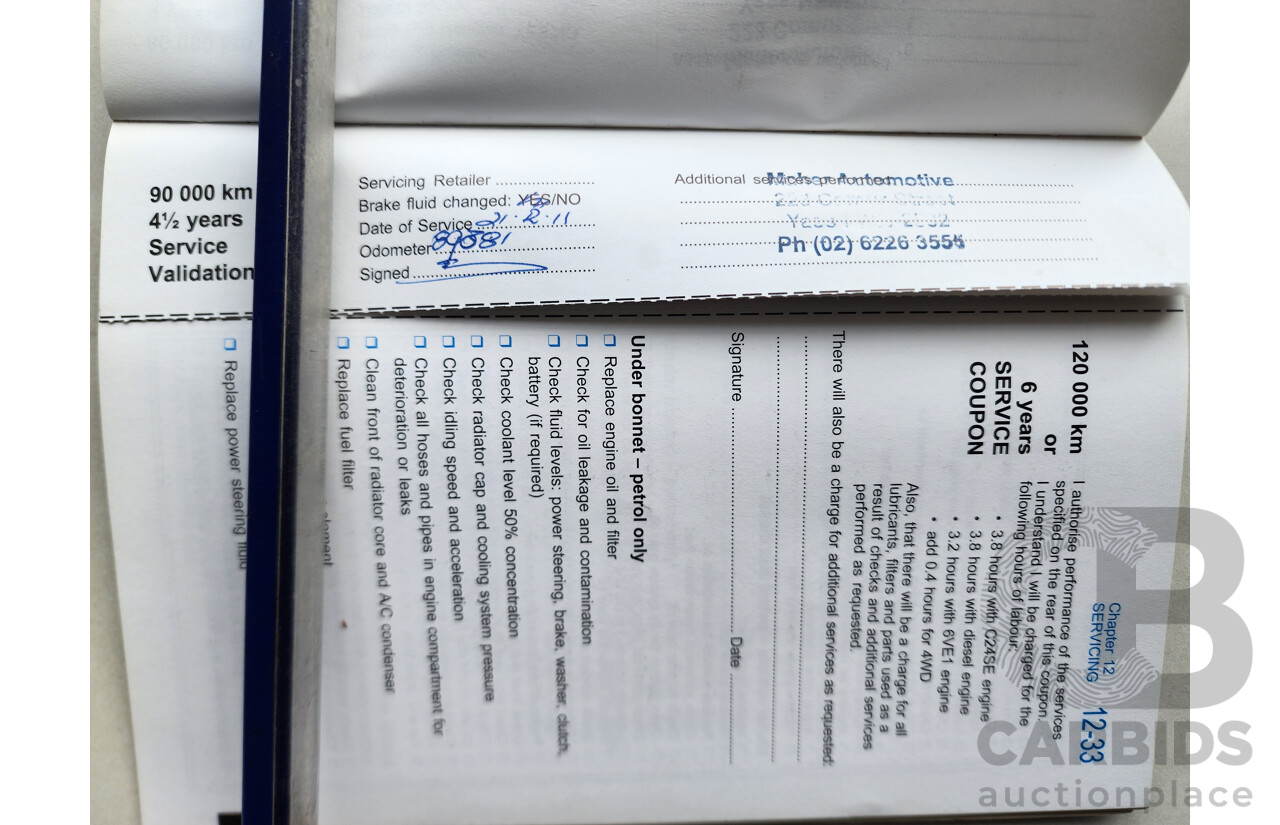 90 000 km
4½ years
Service
Validation
Servicing Retailer
Brake fluid changed: YES/NO
Date of Service 21·2·11
Odometer
Signed
Additional services performed
Automotive
Ph (02) 6226 3554
Chapter 12
SERVICING 12-33
120 000 km
or
6 years
SERVICE
COUPON
I authorise performance of the services
specified on the rear of this coupon.
I understand I will be charged for the
following hours of labour:
• 3.8 hours with C24SE engine
• 3.8 hours with diesel engine
• 3.2 hours with 6VE1 engine
• add 0.4 hours for 4WD
Also, that there will be a charge for all
lubricants, filters and parts used as a
result of checks and additional services
performed as requested.
There will also be a charge for additional services as requested:
Signature Date
Under bonnet – petrol only
❏ Replace engine oil and filter
❏ Check for oil leakage and contamination
❏ Check fluid levels: power steering, brake, washer, clutch,
battery (if required)
❏ Check coolant level 50% concentration
❏ Check radiator cap and cooling system pressure
❏ Check idling speed and acceleration
❏ Check all hoses and pipes in engine compartment for
deterioration or leaks
❏ Clean front of radiator core and A/C condenser
❏ Replace fuel filter
element
❏ Replace power steering fluid
CARBIDS
auctionplace